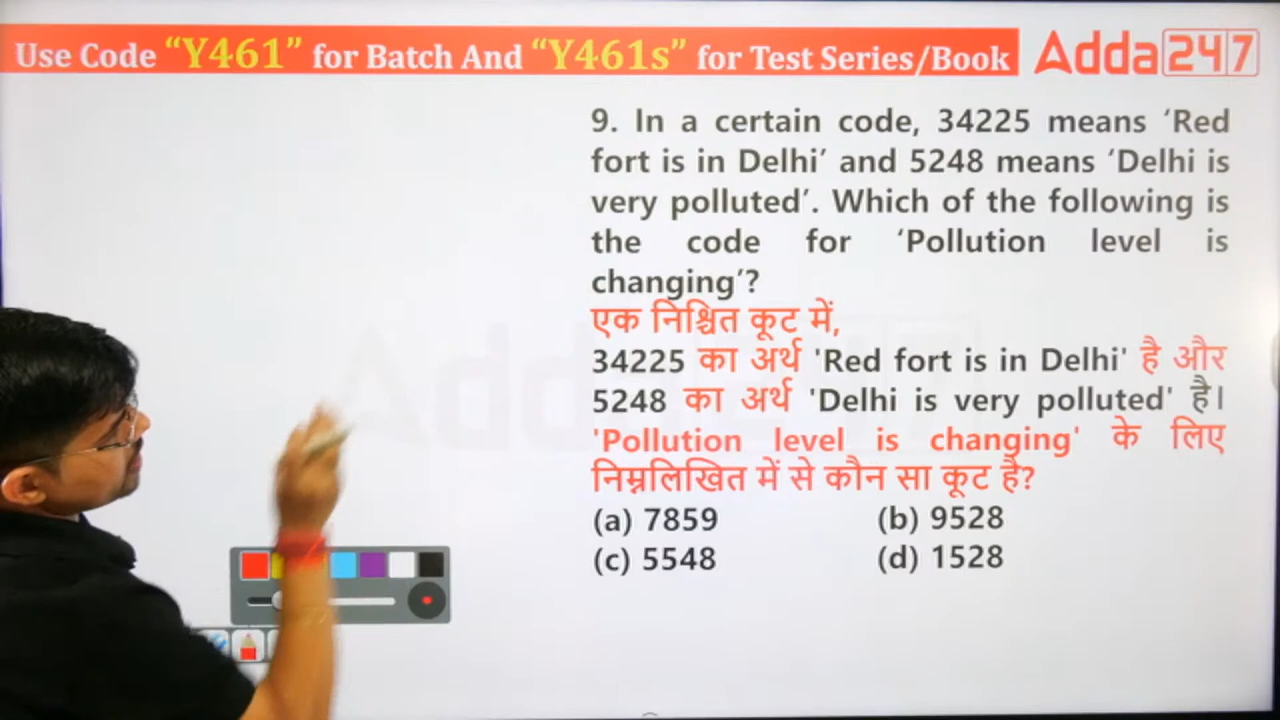 Use Code “Y461” for Batch And “Y461s” for Test Series/Book
Adda247
9. In a certain code, 34225 means ‘Red
fort is in Delhi’ and 5248 means ‘Delhi is
very polluted’. Which of the following is
the code for ‘Pollution level is
changing’?
एक निश्चित कूट में,
34225 का अर्थ 'Red fort is in Delhi' है और
5248 का अर्थ 'Delhi is very polluted' है।
'Pollution level is changing' के लिए
निम्नलिखित में से कौन सा कूट है?
(a) 7859 (b) 9528
(c) 5548 (d) 1528